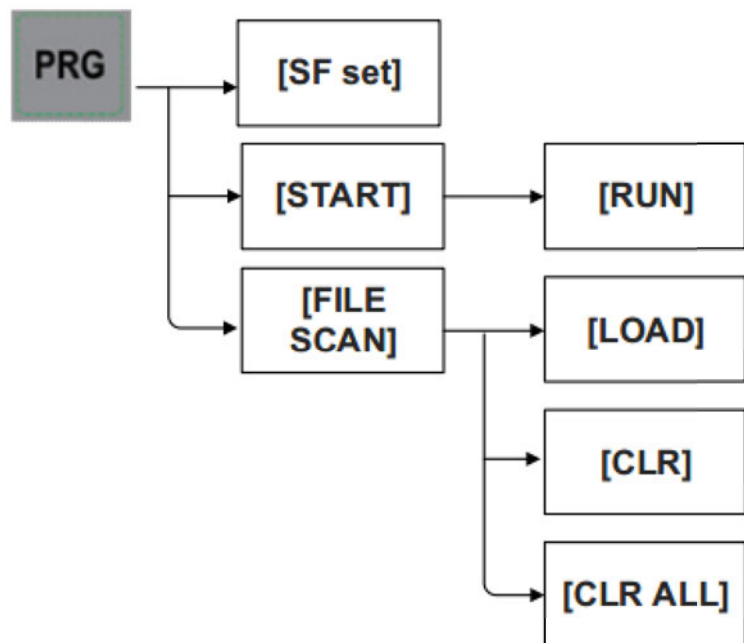 PRG
[SF set]
[START]
[RUN]
[FILE
SCAN]
[LOAD]
[CLR]
[CLR ALL]